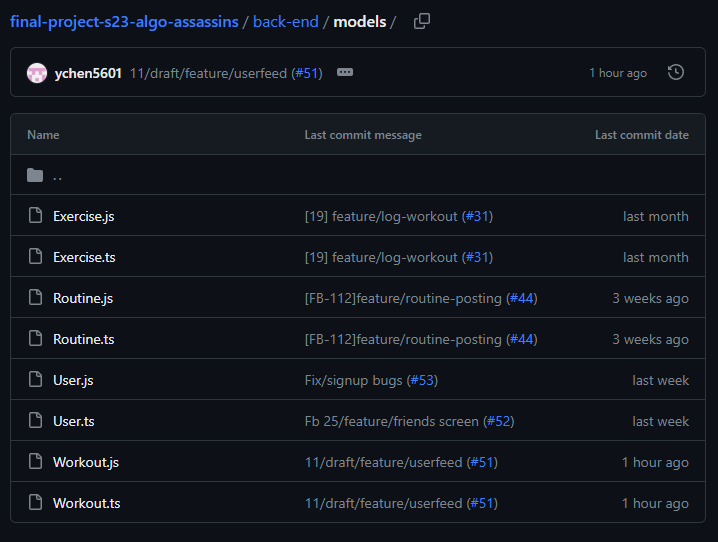 final-project-s23-algo-assassins / back-end / models /
ychen5601 11/draft/feature/userfeed (#51) 1 hour ago
Name Last commit message Last commit date
..
Exercise.js [19] feature/log-workout (#31) last month
Exercise.ts [19] feature/log-workout (#31) last month
Routine.js [FB-112]feature/routine-posting (#44) 3 weeks ago
Routine.ts [FB-112]feature/routine-posting (#44) 3 weeks ago
User.js Fix/signup bugs (#53) last week
User.ts Fb 25/feature/friends screen (#52) last week
Workout.js 11/draft/feature/userfeed (#51) 1 hour ago
Workout.ts 11/draft/feature/userfeed (#51) 1 hour ago